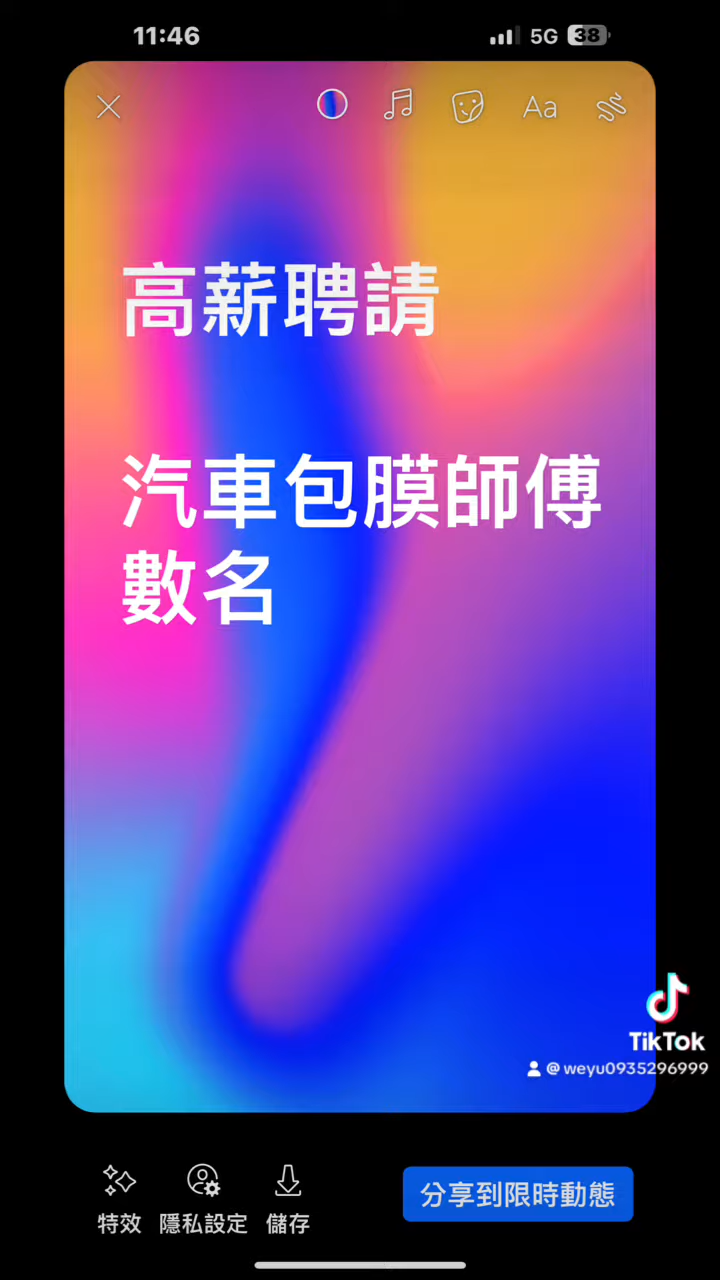 11:46
5G
38
Aa
高薪聘請
汽車包膜師傅
數名
TikTok
@weyu0935296999
特效
隱私設定
儲存
分享到限時動態